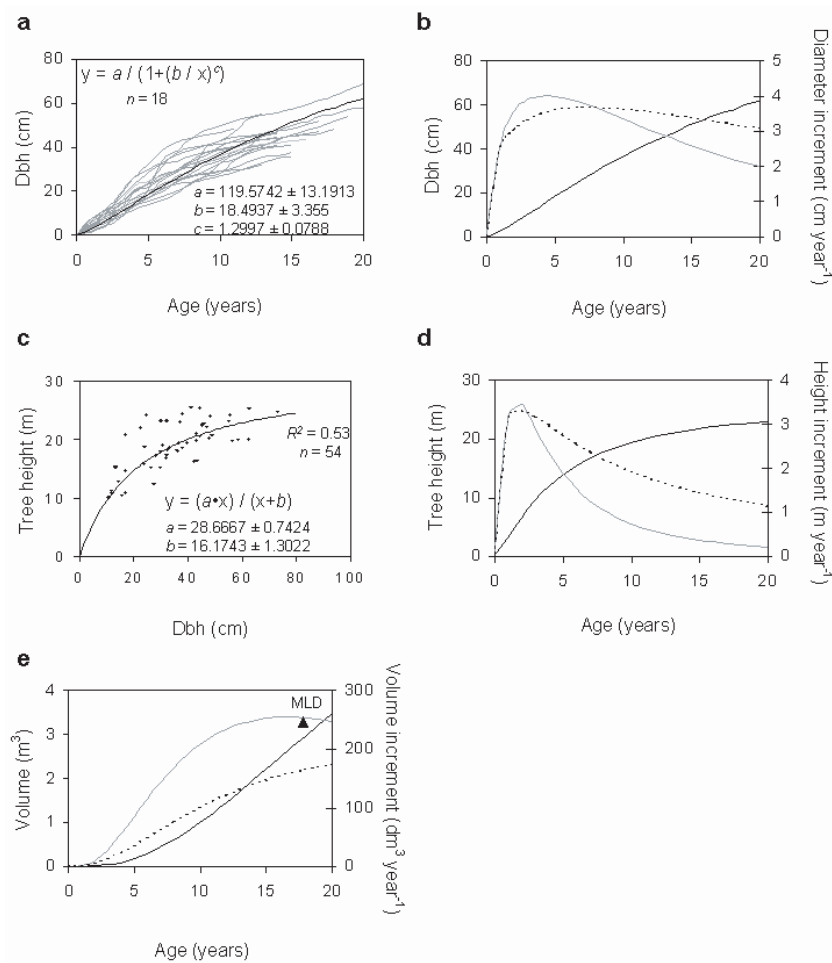 a
y = a / (1+(b / x)ᶜ)
n = 18
a = 119.5742 ± 13.1913
b = 18.4937 ± 3.355
c = 1.2997 ± 0.0788
Dbh (cm)
80
60
40
20
0
0 5 10 15 20
Age (years)
b
Dbh (cm)
80
60
40
20
0
Diameter increment (cm year⁻¹)
5
4
3
2
1
0
0 5 10 15 20
Age (years)
c
Tree height (m)
30
20
10
0
R² = 0.53
n = 54
y = (a•x) / (x+b)
a = 28.6667 ± 0.7424
b = 16.1743 ± 1.3022
0 20 40 60 80 100
Dbh (cm)
d
Tree height (m)
30
20
10
0
Height increment (m year⁻¹)
4
3
2
1
0
0 5 10 15 20
Age (years)
e
Volume (m³)
4
3
2
1
0
MLD
Volume increment (dm³ year⁻¹)
300
200
100
0
0 5 10 15 20
Age (years)